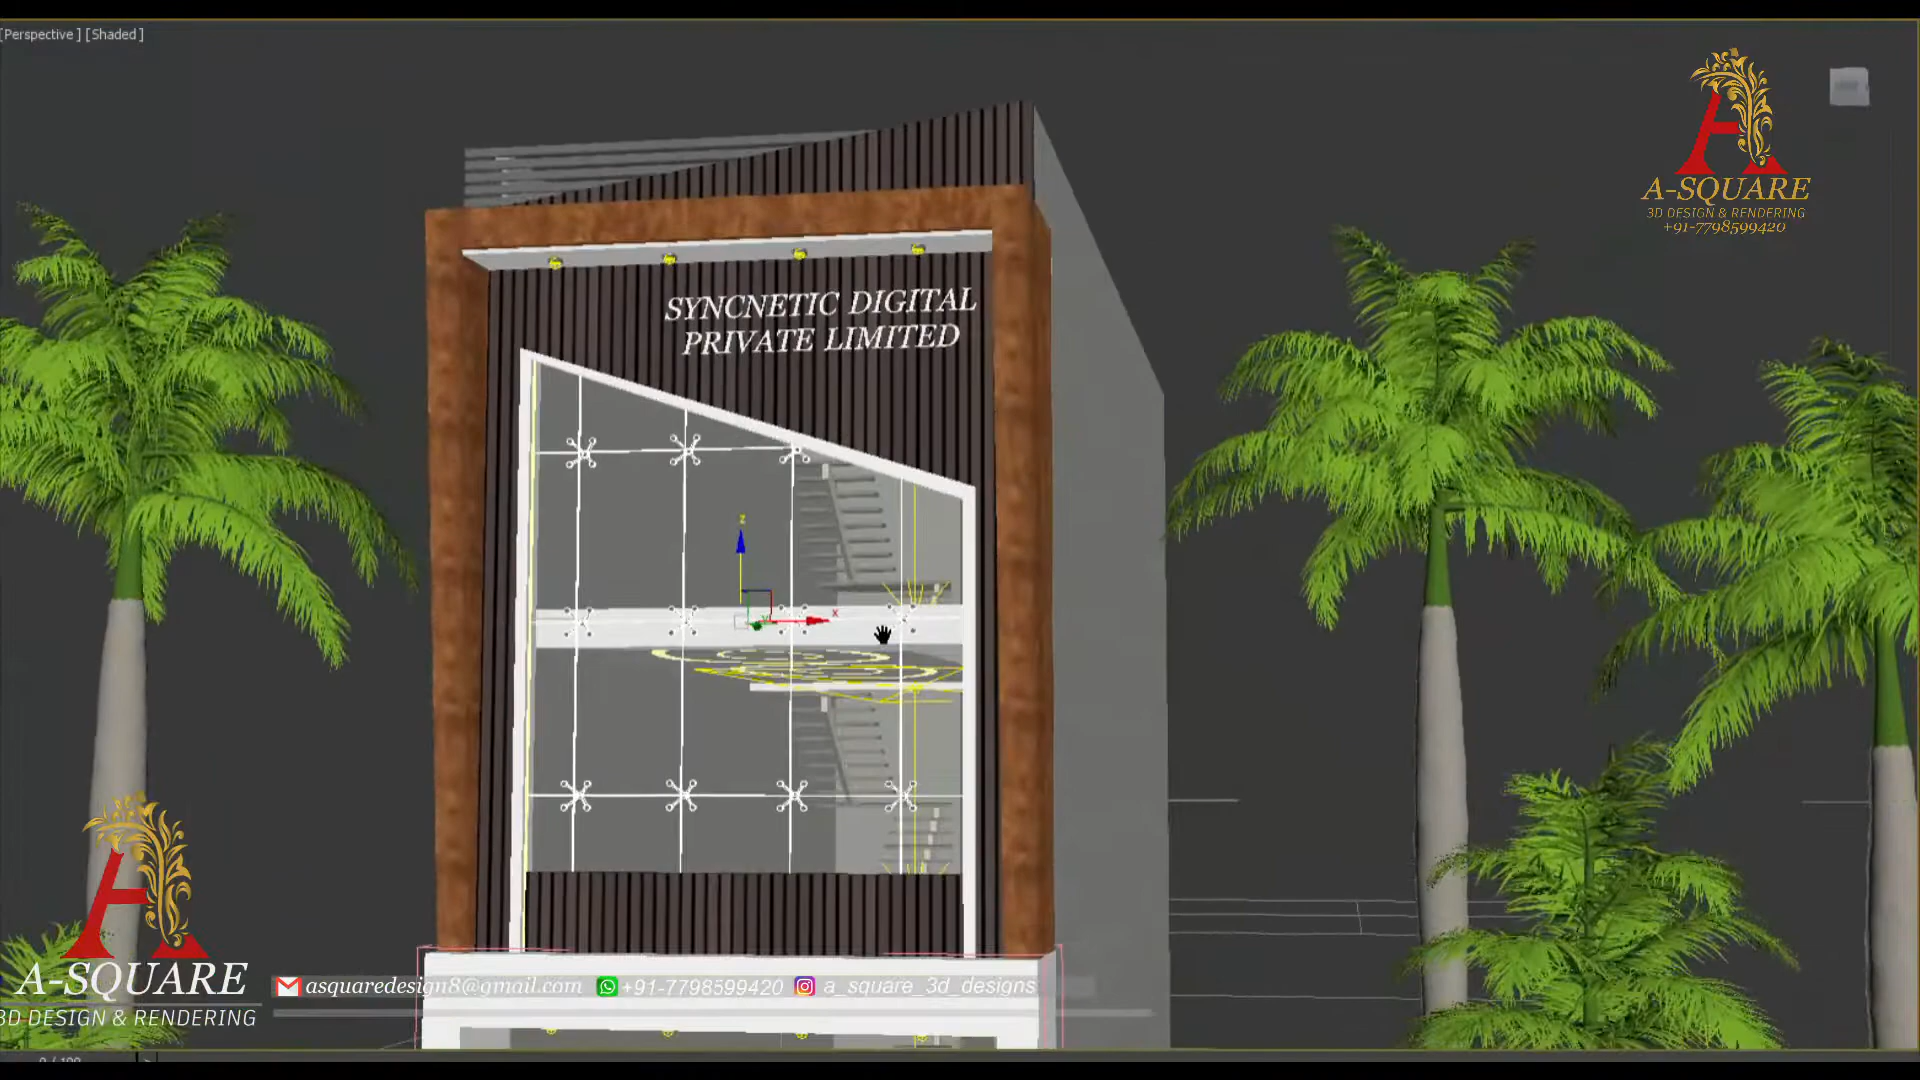 [Perspective ] [Shaded ]
A-SQUARE
3D DESIGN & RENDERING
+91-7798599420
SYNCNETIC DIGITAL
PRIVATE LIMITED
A-SQUARE
3D DESIGN & RENDERING
asquaredesign8@gmail.com +91-7798599420 a_square_3d_designs